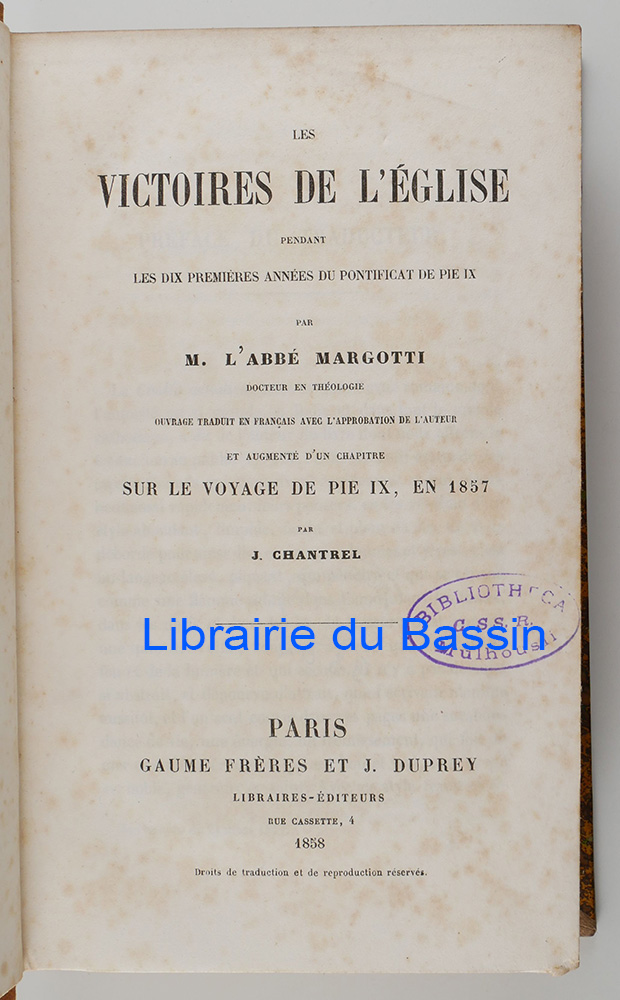 LES
VICTOIRES DE L'ÉGLISE
PENDANT
LES DIX PREMIÈRES ANNÉES DU PONTIFICAT DE PIE IX
PAR
M. L'ABBÉ MARGOTTI
DOCTEUR EN THÉOLOGIE
OUVRAGE TRADUIT EN FRANÇAIS AVEC L'APPROBATION DE L'AUTEUR
ET AUGMENTÉ D'UN CHAPITRE
SUR LE VOYAGE DE PIE IX, EN 1857
PAR
J. CHANTREL
BIBLIOTHECA
C. SS. R.
Librairie du Bassin
PARIS
GAUME FRÈRES ET J. DUPREY
LIBRAIRES-ÉDITEURS
RUE CASSETTE, 4
1858
Droits de traduction et de reproduction réservés.